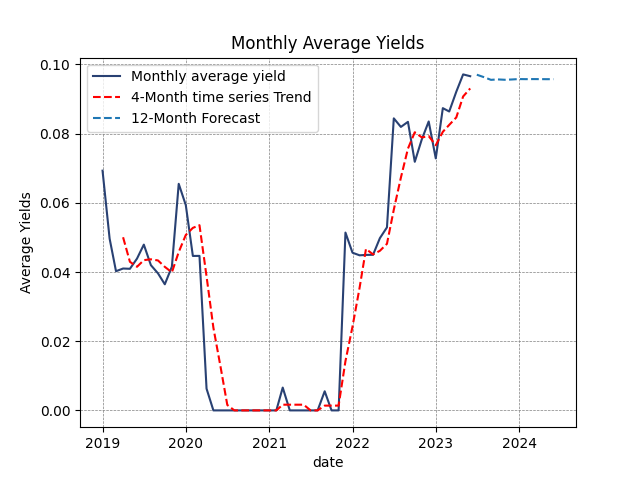 Monthly Average Yields
Monthly average yield
4-Month time series Trend
12-Month Forecast
Average Yields
0.10
0.08
0.06
0.04
0.02
0.00
2019 2020 2021 2022 2023 2024
date